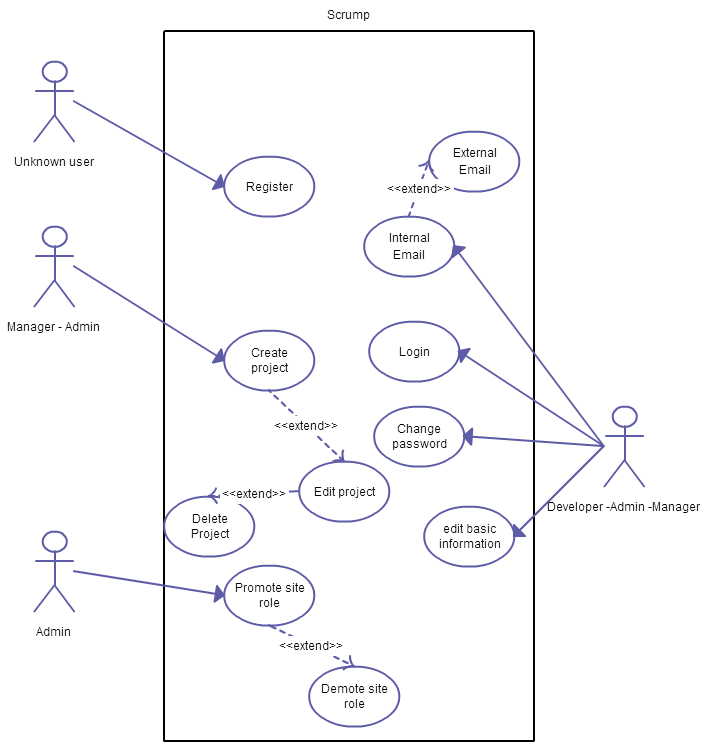 Scrump
Unknown user
Register
External
Email
<<extend>>
Internal
Email
Manager - Admin
Create
project
Login
<<extend>>
Change
password
Edit project
<<extend>>
Delete
Project
Developer -Admin -Manager
edit basic
information
Admin
Promote site
role
<<extend>>
Demote site
role